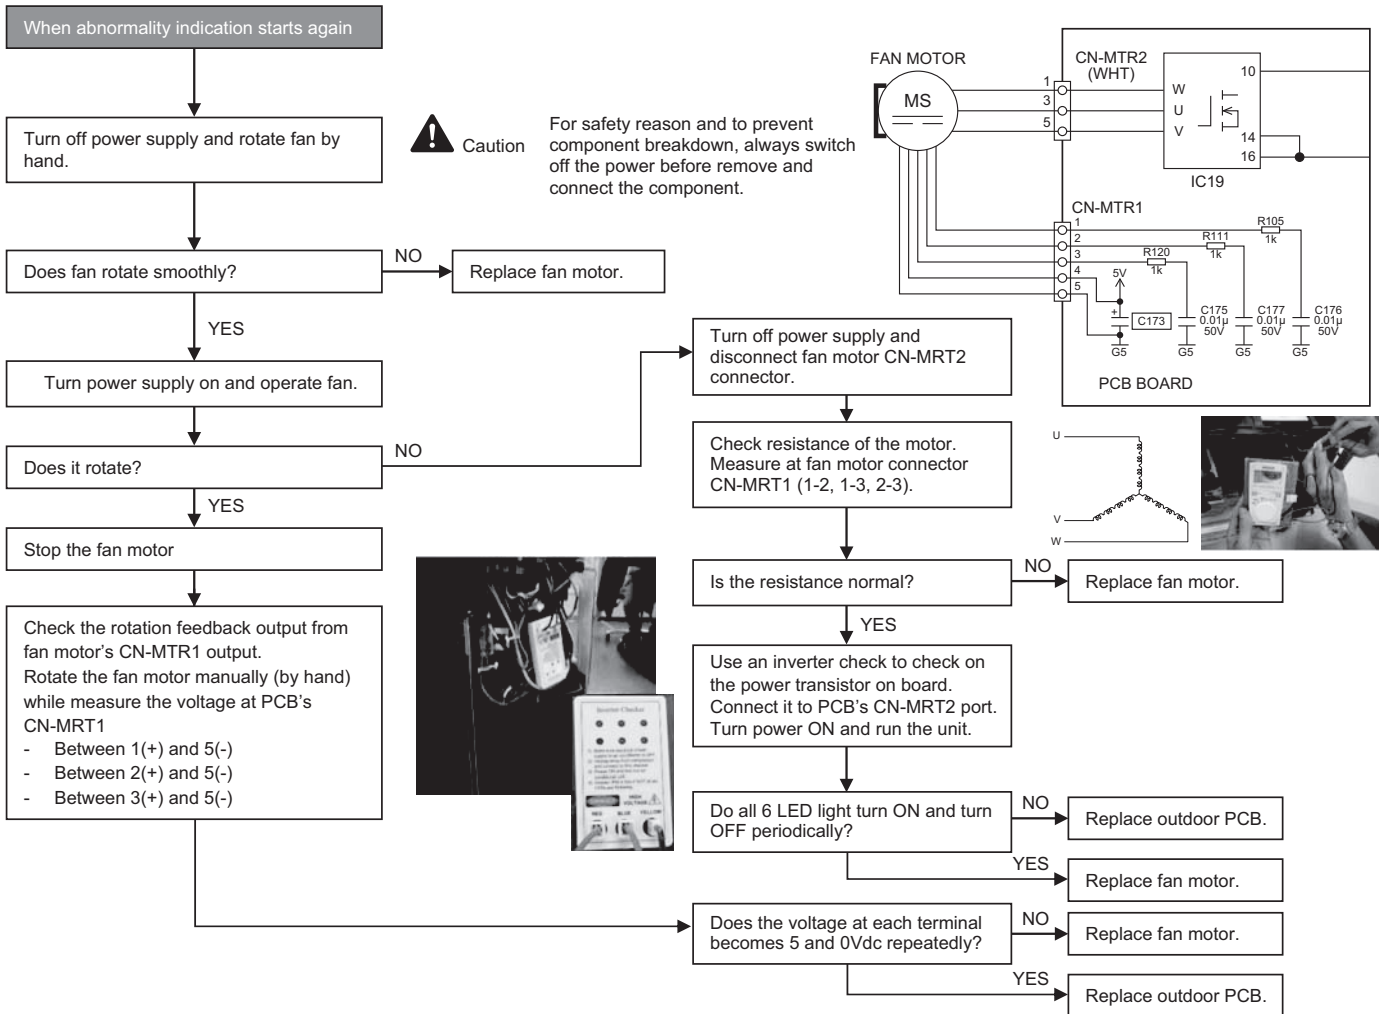 When abnormality indication starts again
Turn off power supply and rotate fan by
hand.
Caution
For safety reason and to prevent
component breakdown, always switch
off the power before remove and
connect the component.
Does fan rotate smoothly?
NO
Replace fan motor.
YES
Turn power supply on and operate fan.
Does it rotate?
NO
YES
Stop the fan motor
Check the rotation feedback output from
fan motor's CN-MTR1 output.
Rotate the fan motor manually (by hand)
while measure the voltage at PCB's
CN-MRT1
- Between 1(+) and 5(-)
- Between 2(+) and 5(-)
- Between 3(+) and 5(-)
Turn off power supply and
disconnect fan motor CN-MRT2
connector.
Check resistance of the motor.
Measure at fan motor connector
CN-MRT1 (1-2, 1-3, 2-3).
Is the resistance normal?
NO
Replace fan motor.
YES
Use an inverter check to check on
the power transistor on board.
Connect it to PCB's CN-MRT2 port.
Turn power ON and run the unit.
Do all 6 LED light turn ON and turn
OFF periodically?
NO
Replace outdoor PCB.
YES
Replace fan motor.
Does the voltage at each terminal
becomes 5 and 0Vdc repeatedly?
NO
Replace fan motor.
YES
Replace outdoor PCB.
FAN MOTOR
MS
CN-MTR2
(WHT)
1
3
5
W
U
V
10
14
16
IC19
CN-MTR1
1
2
3
4
5
R105
1k
R111
1k
R120
1k
5V
+
C173
C175
0.01µ
50V
C177
0.01µ
50V
C176
0.01µ
50V
G5
G5
G5
G5
PCB BOARD
U
V
W
Inverter Checker
HIGH
VOLTAGE
RED
BLUE
YELLOW